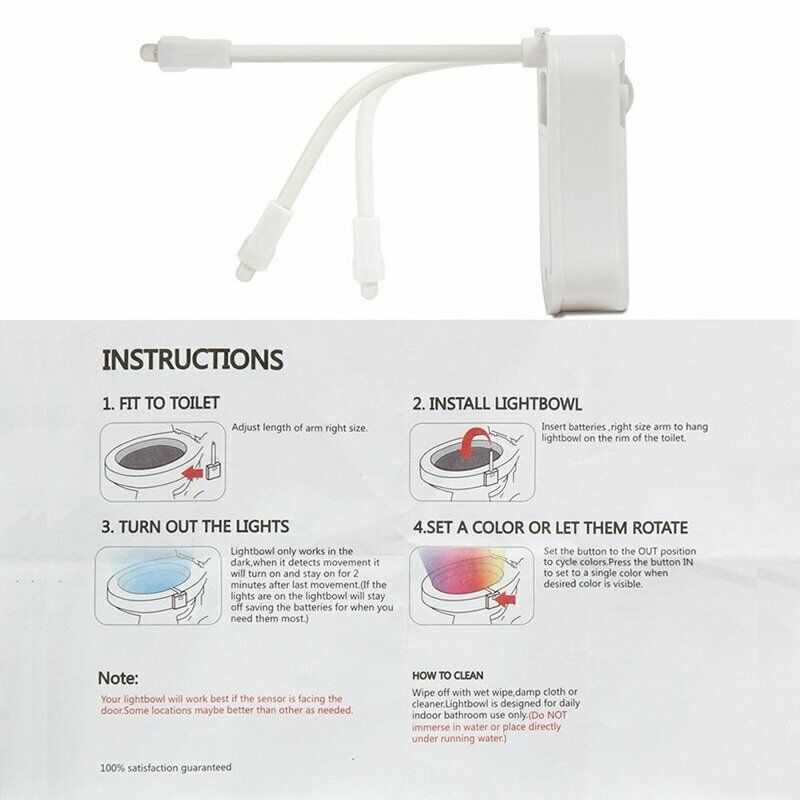 INSTRUCTIONS
1. FIT TO TOILET
Adjust length of arm right size.
2. INSTALL LIGHTBOWL
Insert batteries ,right size arm to hang
lightbowl on the rim of the toilet.
3. TURN OUT THE LIGHTS
Lightbowl only works in the
dark,when it detects movement it
will turn on and stay on for 2
minutes after last movement.(If the
lights are on the lightbowl will stay
off saving the batteries for when you
need them most.)
4.SET A COLOR OR LET THEM ROTATE
Set the button to the OUT position
to cycle colors.Press the button IN
to set to a single color when
desired color is visible.
Note:
Your lightbowl will work best if the sensor is facing the
door.Some locations maybe better than other as needed.
HOW TO CLEAN
Wipe off with wet wipe,damp cloth or
cleaner.Lightbowl is designed for daily
indoor bathroom use only.(Do NOT
immerse in water or place directly
under running water.)
100% satisfaction guaranteed